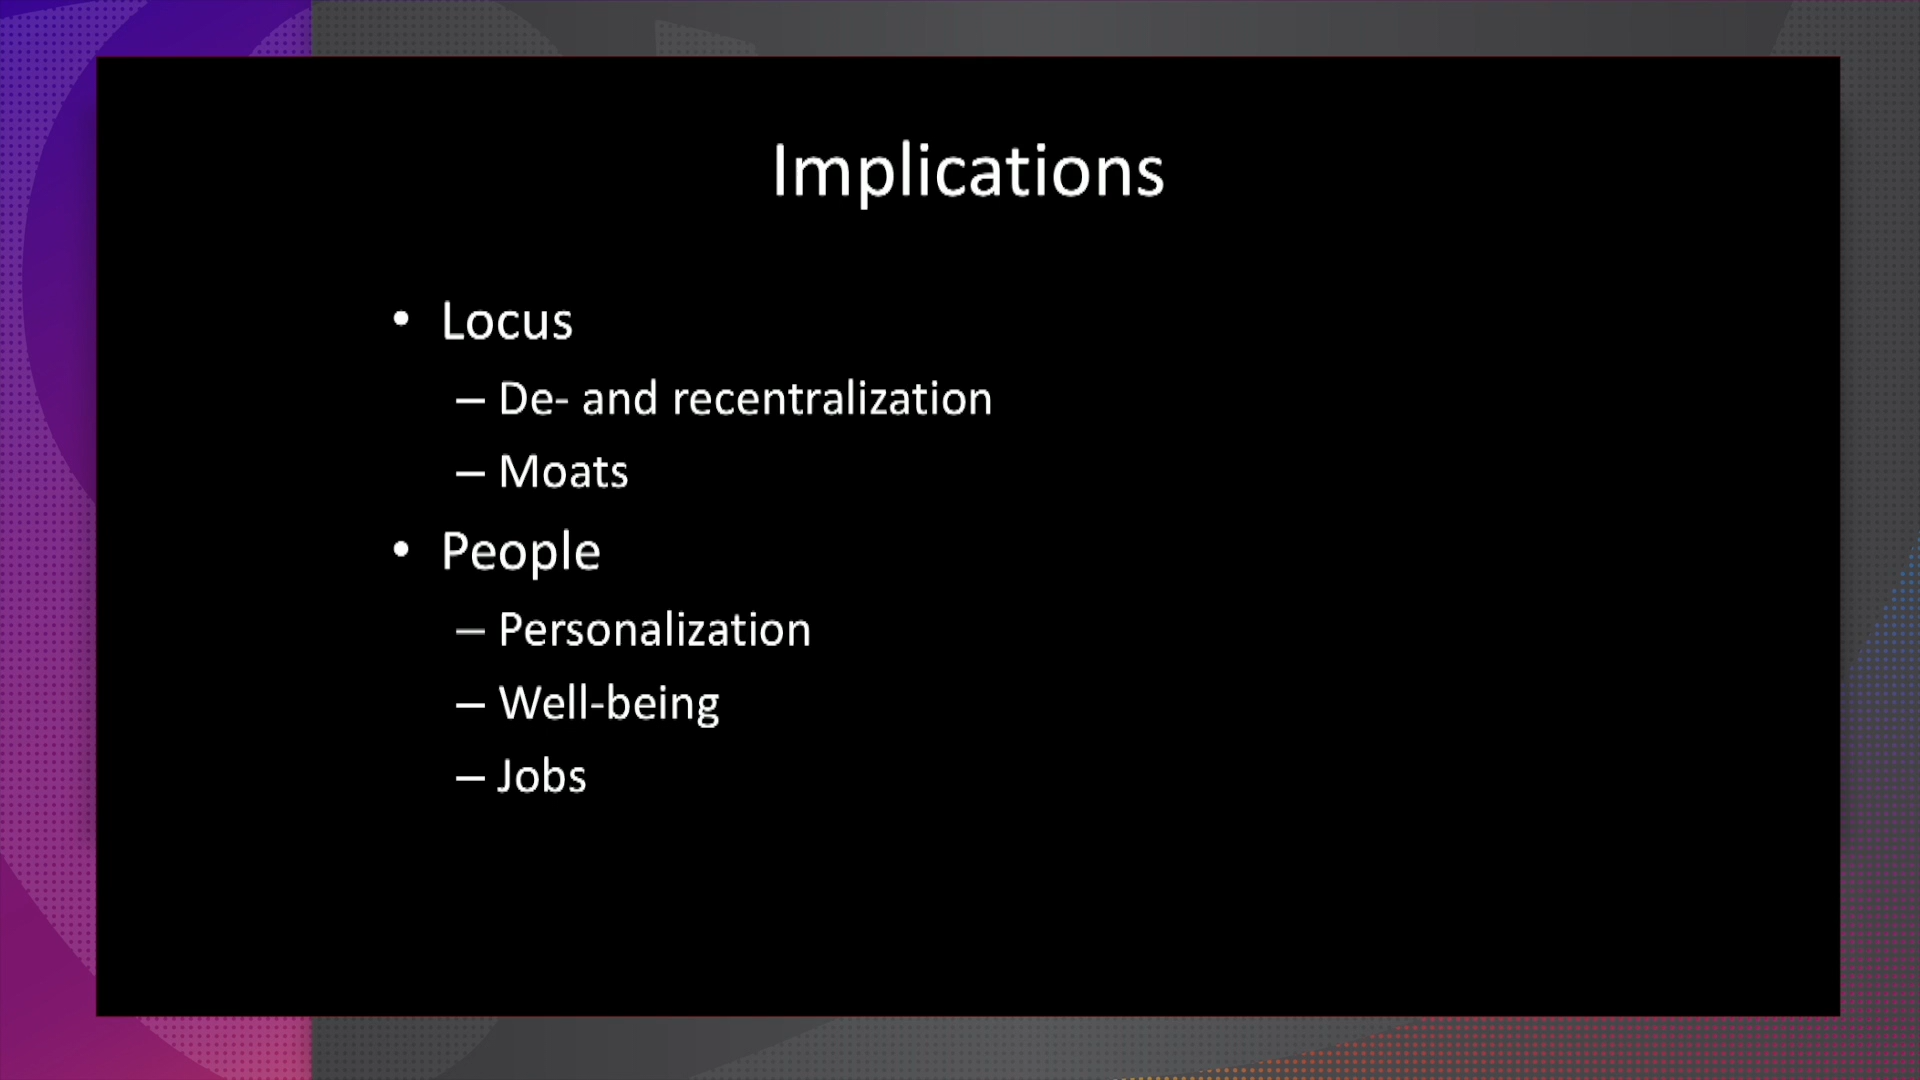 Implications
• Locus
– De- and recentralization
– Moats
• People
– Personalization
– Well-being
– Jobs